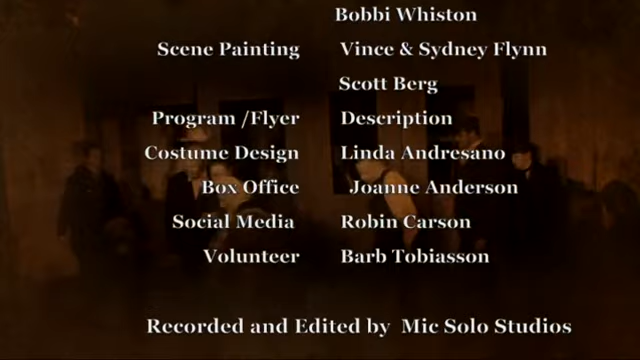 Bobbi Whiston
Scene Painting Vince & Sydney Flynn
Scott Berg
Program /Flyer Description
Costume Design Linda Andresano
Box Office Joanne Anderson
Social Media Robin Carson
Volunteer Barb Tobiasson
Recorded and Edited by Mic Solo Studios